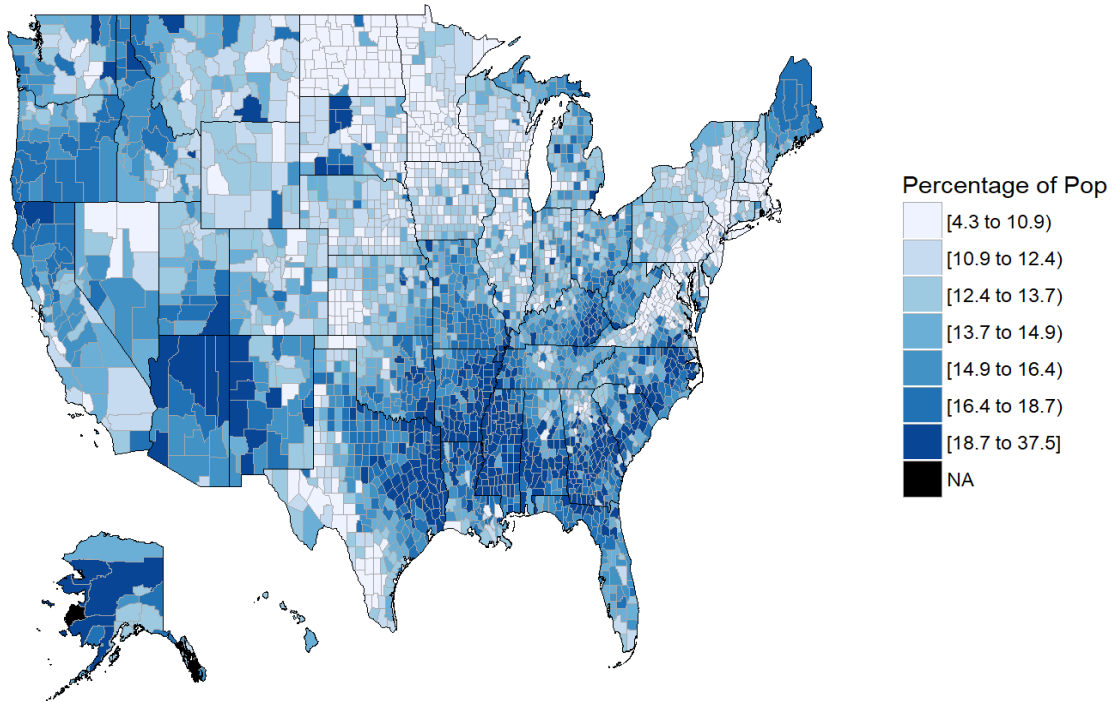 Percentage of Pop
[4.3 to 10.9)
[10.9 to 12.4)
[12.4 to 13.7)
[13.7 to 14.9)
[14.9 to 16.4)
[16.4 to 18.7)
[18.7 to 37.5]
NA